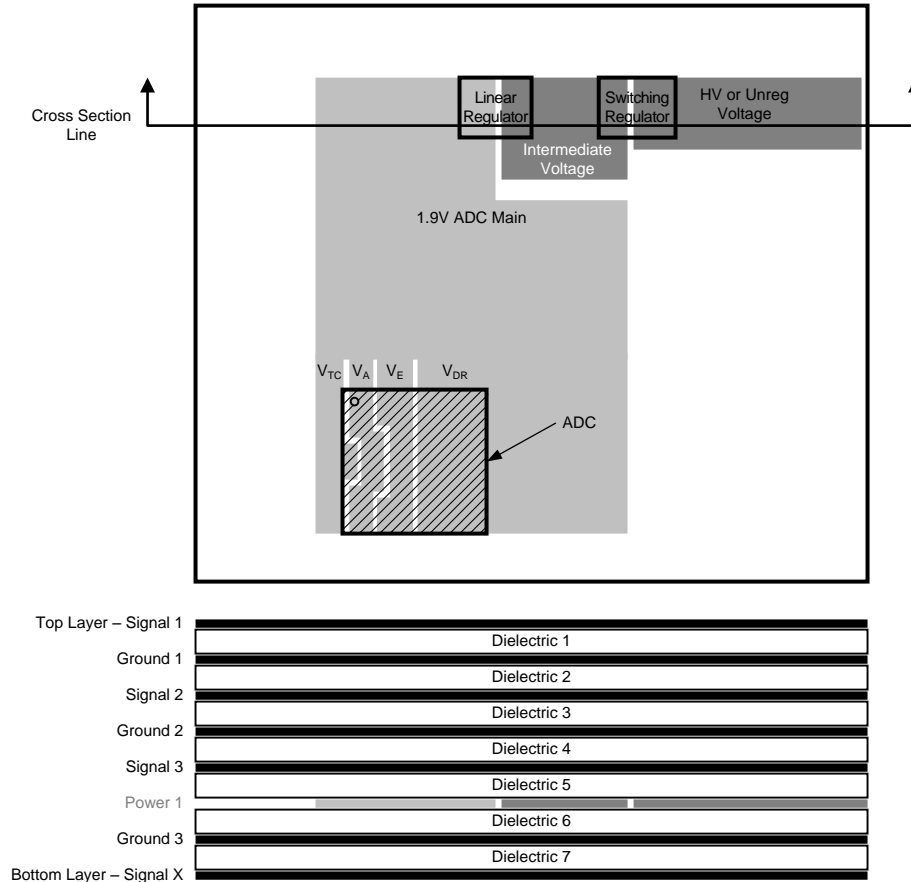 Linear
Regulator
Switching
Regulator
HV or Unreg
Voltage
Cross Section
Line
Intermediate
Voltage
1.9V ADC Main
VTC VA VE VDR
ADC
Top Layer – Signal 1
Dielectric 1
Ground 1
Dielectric 2
Signal 2
Dielectric 3
Ground 2
Dielectric 4
Signal 3
Dielectric 5
Power 1
Dielectric 6
Ground 3
Dielectric 7
Bottom Layer – Signal X